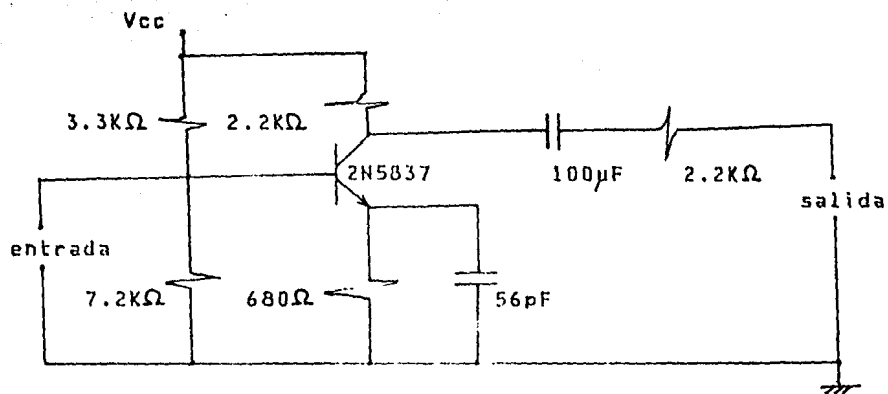 Vcc
3.3KΩ
2.2KΩ
2N5837
100µF
2.2KΩ
salida
entrada
7.2KΩ
680Ω
56pF